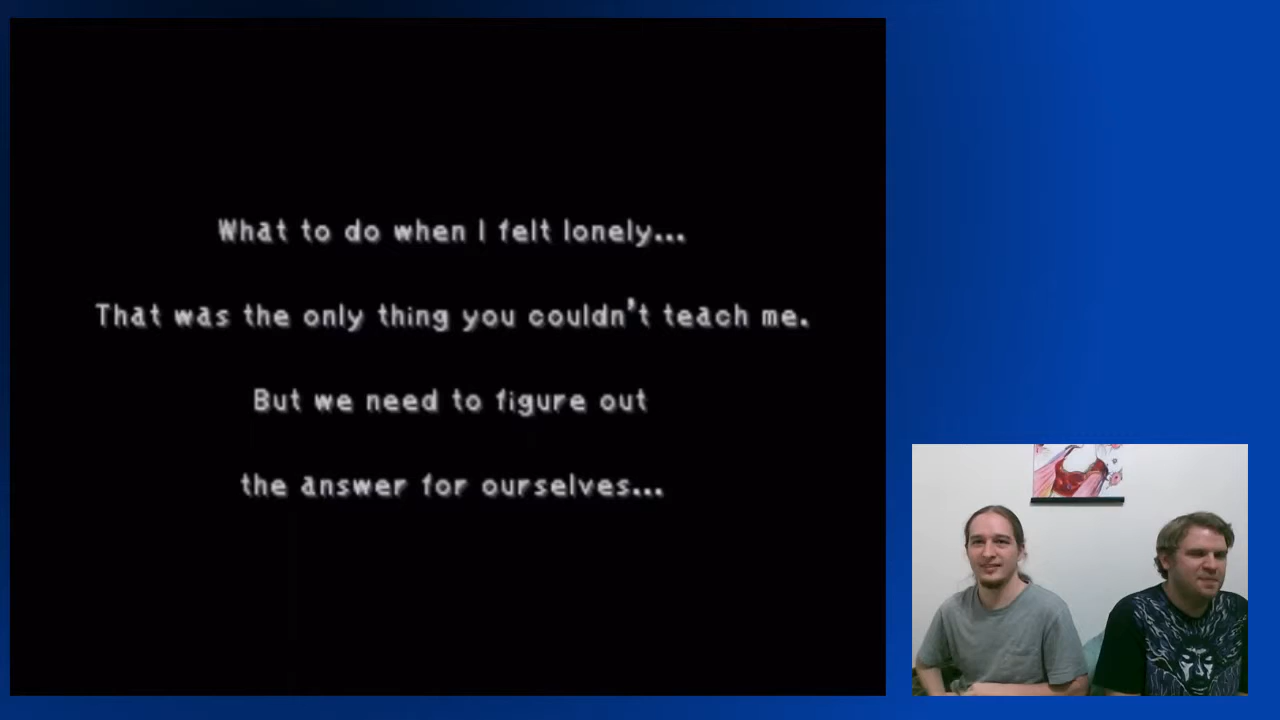 What to do when I felt lonely...
That was the only thing you couldn't teach me.
But we need to figure out
the answer for ourselves...